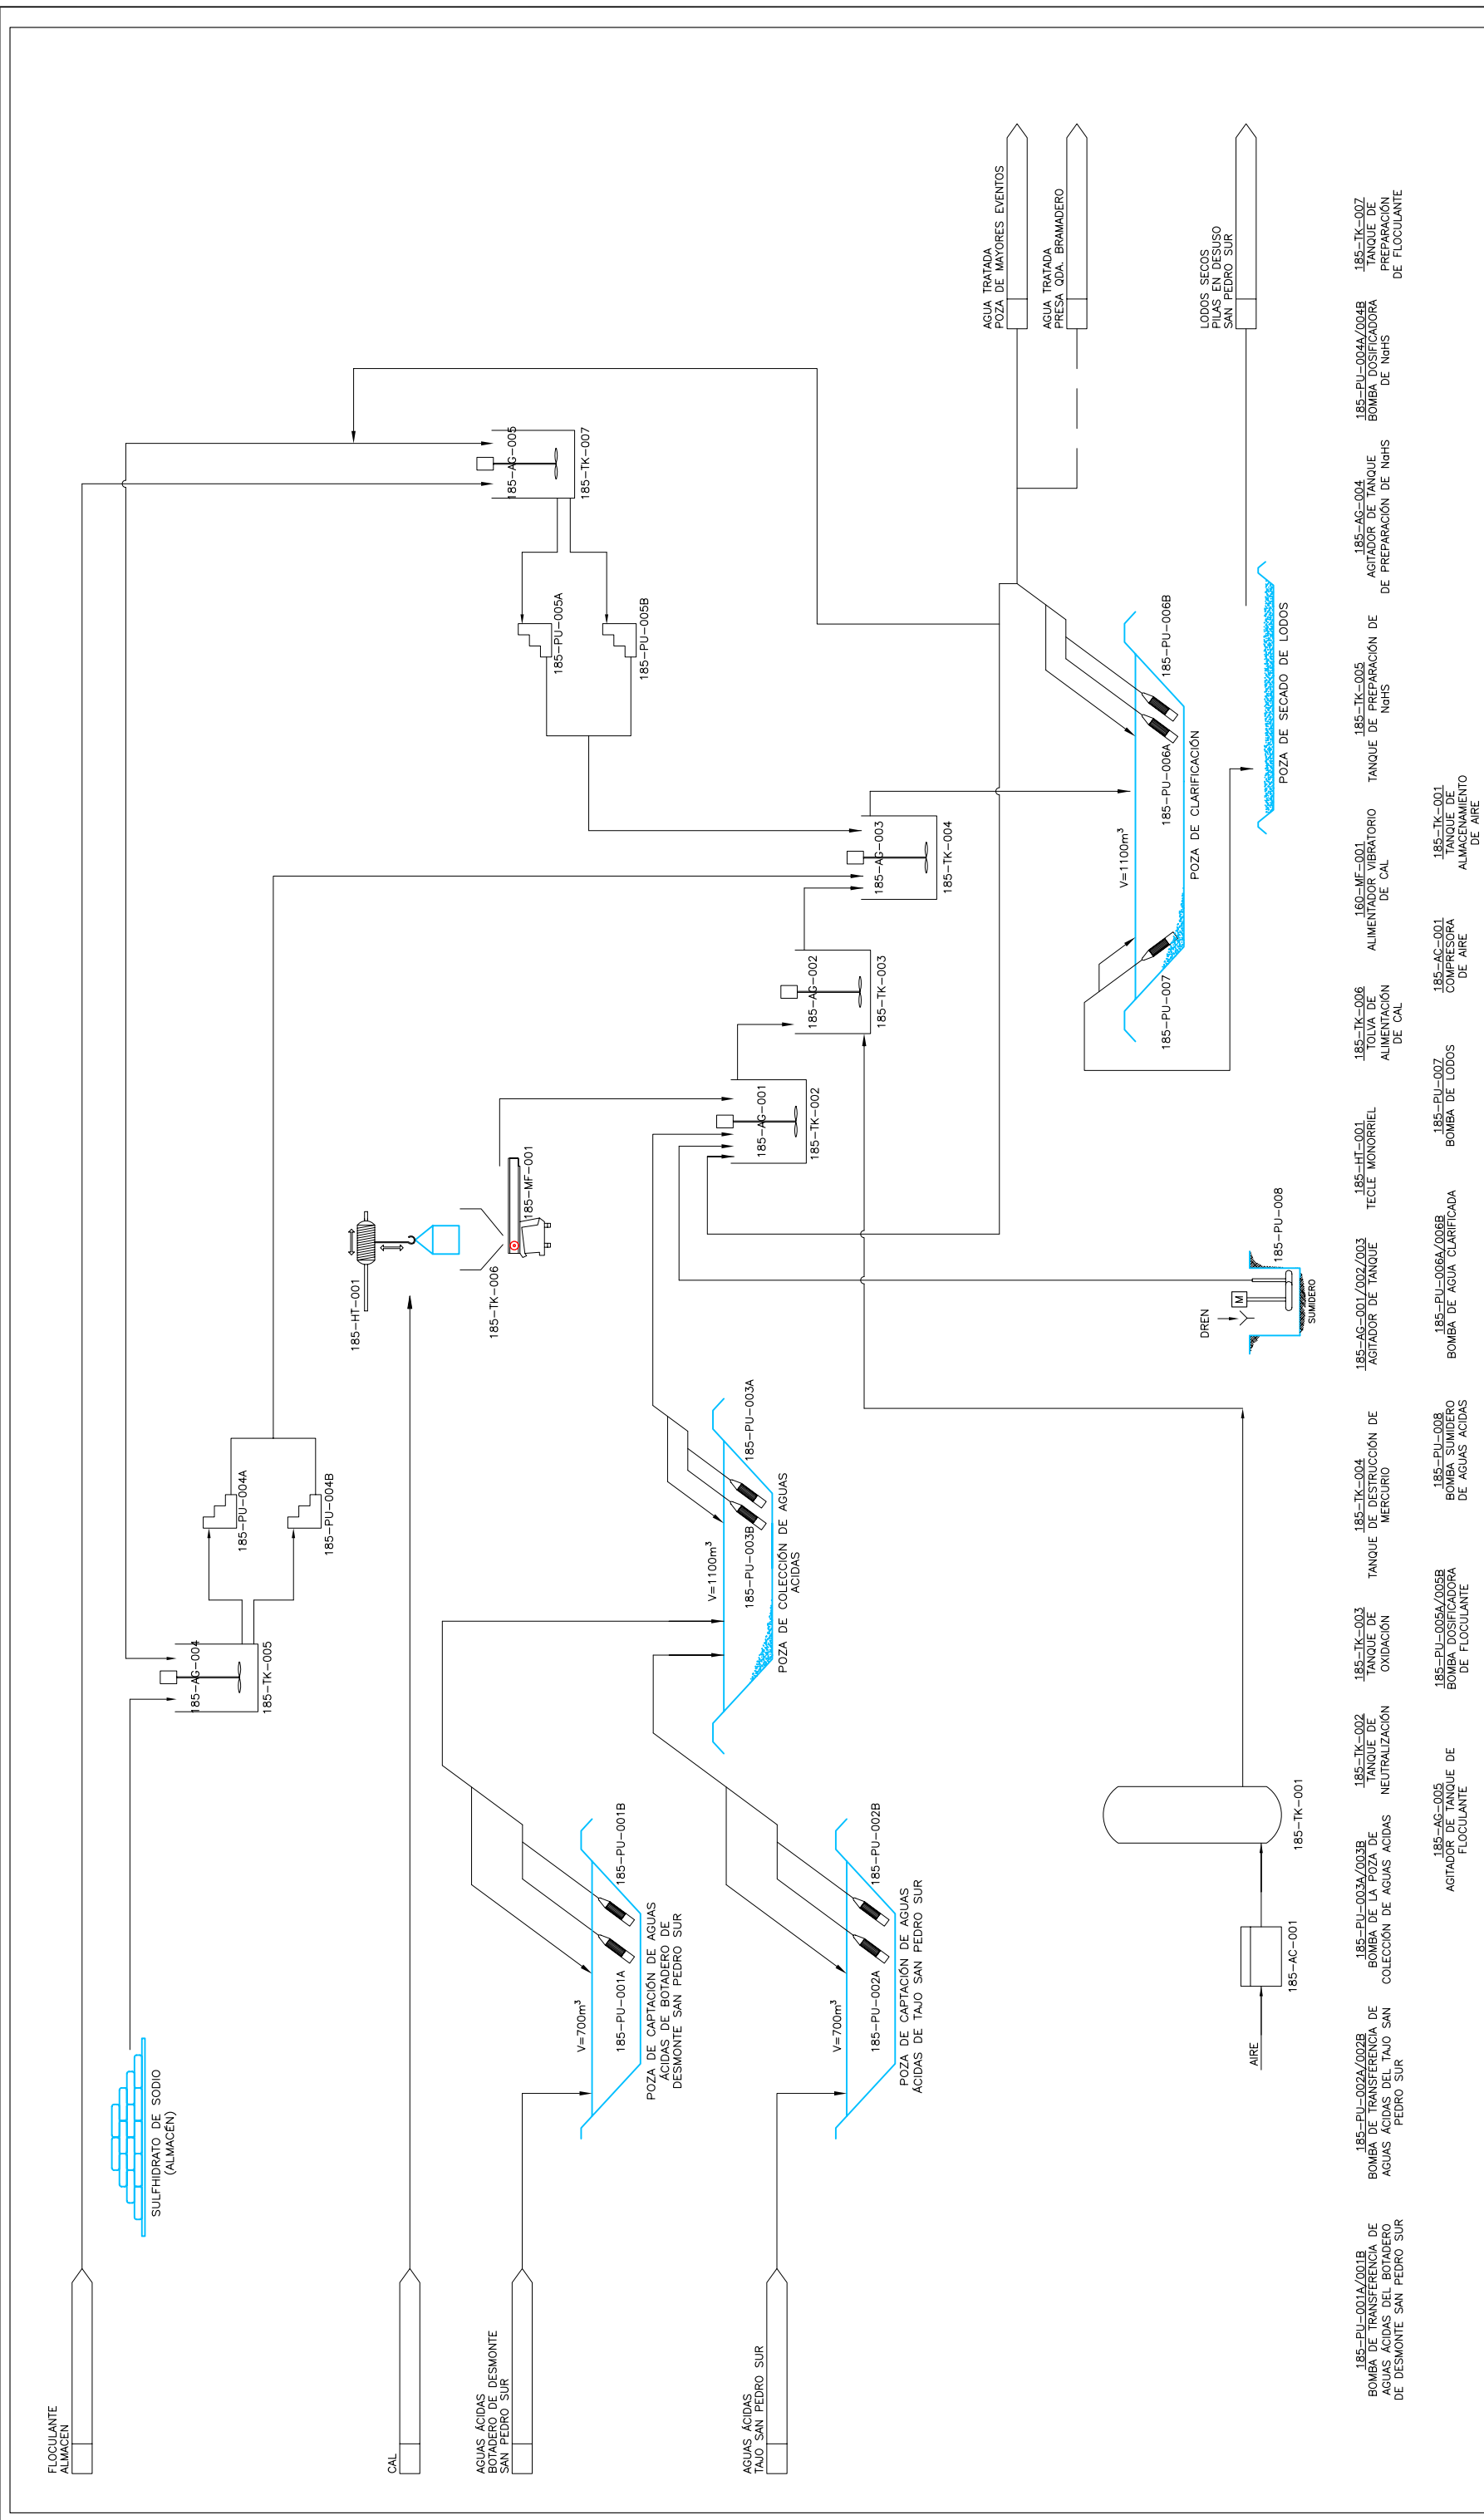 FLOCULANTE
ALMACEN
SULFHIDRATO DE SODIO
(ALMACÉN)
185-AG-004
185-TK-005
185-PU-004A
185-PU-004B
185-AG-005
185-TK-007
185-PU-005A
185-PU-005B
CAL
185-HT-001
185-TK-006
185-MF-001
AGUAS ÁCIDAS
BOTADERO DE DESMONTE
SAN PEDRO SUR
V=700m³
185-PU-001A
185-PU-001B
POZA DE CAPTACIÓN DE AGUAS
ÁCIDAS DE BOTADERO DE
DESMONTE SAN PEDRO SUR
AGUAS ÁCIDAS
TAJO SAN PEDRO SUR
V=700m³
185-PU-002A
185-PU-002B
POZA DE CAPTACIÓN DE AGUAS
ÁCIDAS DE TAJO SAN PEDRO SUR
V=1100m³
185-PU-003B
185-PU-003A
POZA DE COLECCIÓN DE AGUAS
ACIDAS
185-AG-001
185-TK-002
185-AG-002
185-TK-003
185-AG-003
185-TK-004
AGUA TRATADA
POZA DE MAYORES EVENTOS
AGUA TRATADA
PRESA QDA. BRAMADERO
LODOS SECOS
PILAS EN DESUSO
SAN PEDRO SUR
V=1100m³
185-PU-007
185-PU-006A
185-PU-006B
POZA DE CLARIFICACIÓN
POZA DE SECADO DE LODOS
AIRE
185-AC-001
185-TK-001
DREN
M
185-PU-008
SUMIDERO
185-PU-001A/001B
BOMBA DE TRANSFERENCIA DE
AGUAS ÁCIDAS DEL BOTADERO
DE DESMONTE SAN PEDRO SUR
185-PU-002A/002B
BOMBA DE TRANSFERENCIA DE
AGUAS ÁCIDAS DEL TAJO SAN
PEDRO SUR
185-PU-003A/003B
BOMBA DE LA POZA DE
COLECCIÓN DE AGUAS ACIDAS
185-TK-002
TANQUE DE
NEUTRALIZACIÓN
185-TK-003
TANQUE DE
OXIDACIÓN
185-TK-004
TANQUE DE DESTRUCCIÓN DE
MERCURIO
185-AG-001/002/003
AGITADOR DE TANQUE
185-HT-001
TECLE MONORRIEL
185-TK-006
TOLVA DE
ALIMENTACIÓN
DE CAL
160-MF-001
ALIMENTADOR VIBRATORIO
DE CAL
185-TK-005
TANQUE DE PREPARACIÓN DE
NaHS
185-AG-004
AGITADOR DE TANQUE
DE PREPARACIÓN DE NaHS
185-PU-004A/004B
BOMBA DOSIFICADORA
DE NaHS
185-TK-007
TANQUE DE
PREPARACIÓN
DE FLOCULANTE
185-AG-005
AGITADOR DE TANQUE DE
FLOCULANTE
185-PU-005A/005B
BOMBA DOSIFICADORA
DE FLOCULANTE
185-PU-008
BOMBA SUMIDERO
DE AGUAS ACIDAS
185-PU-006A/006B
BOMBA DE AGUA CLARIFICADA
185-PU-007
BOMBA DE LODOS
185-AC-001
COMPRESORA
DE AIRE
185-TK-001
TANQUE DE
ALMACENAMIENTO
DE AIRE